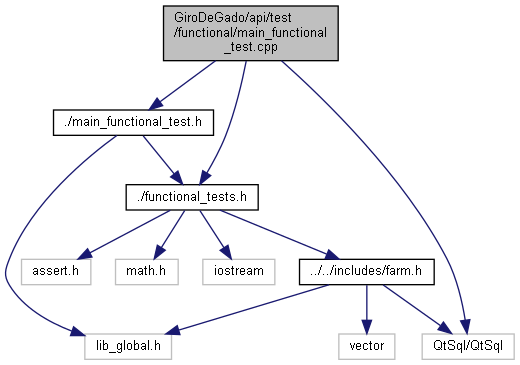 GiroDeGado/api/test
/functional/main_functional
_test.cpp
./main_functional_test.h
./functional_tests.h
assert.h
math.h
iostream
../../includes/farm.h
lib_global.h
vector
QtSql/QtSql